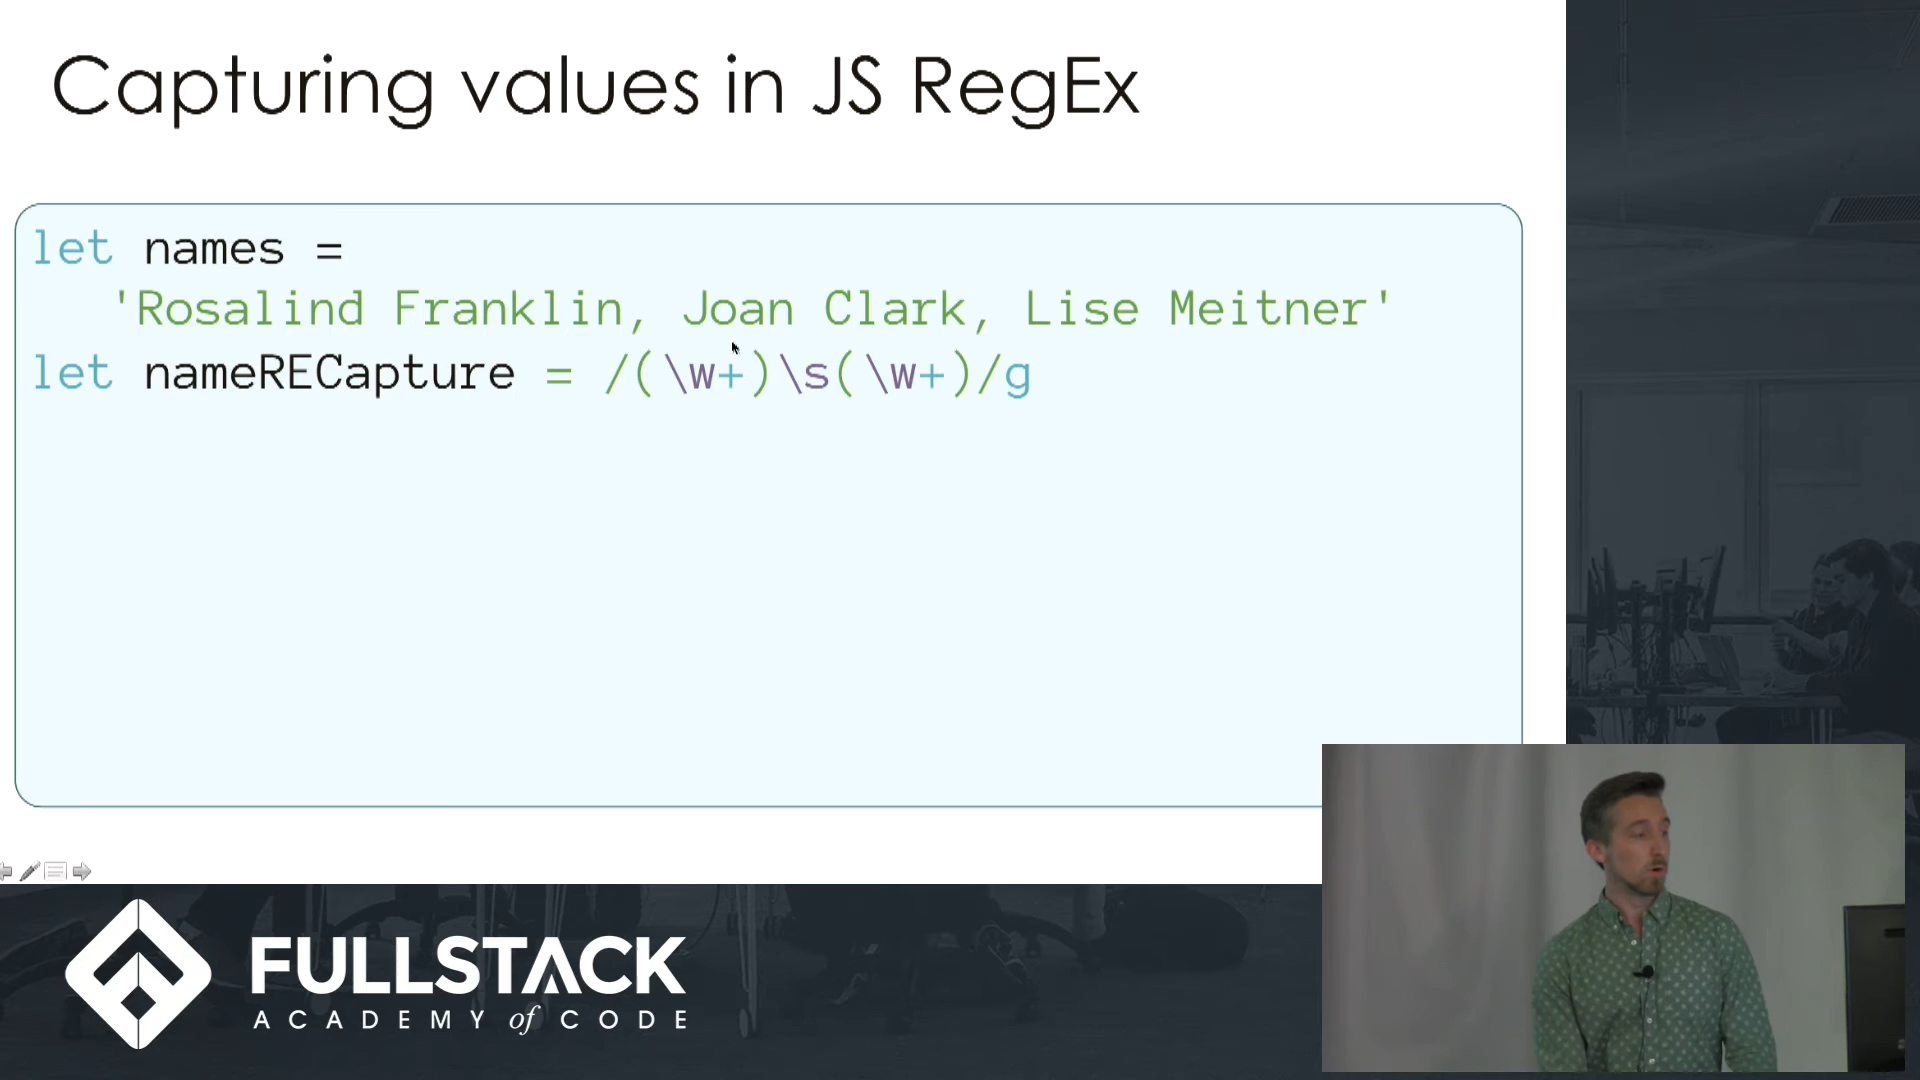 Capturing values in JS RegEx
let names =
'Rosalind Franklin, Joan Clark, Lise Meitner'
let nameRECapture = /(\w+)\s(\w+)/g
FULLSTACK
ACADEMY of CODE